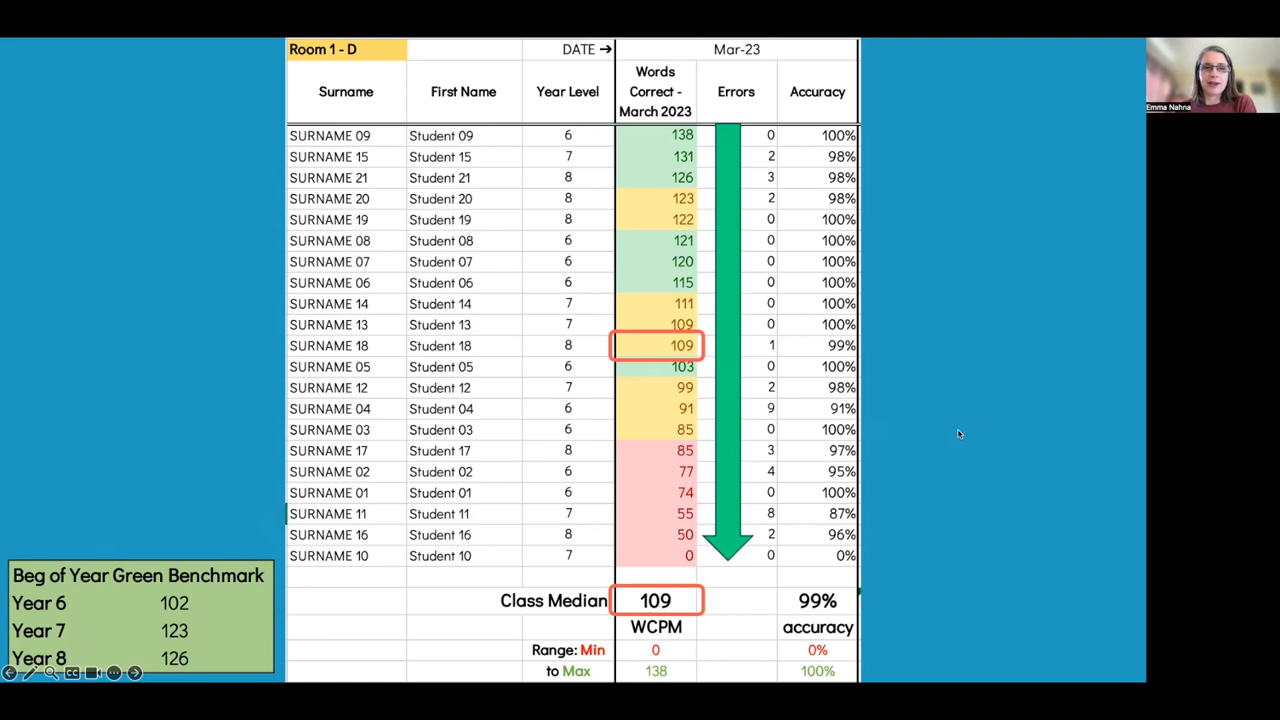 Room 1 - D DATE → Mar-23
Surname First Name Year Level Words Correct - March 2023 Errors Accuracy
SURNAME 09 Student 09 6 138 0 100%
SURNAME 15 Student 15 7 131 2 98%
SURNAME 21 Student 21 8 126 3 98%
SURNAME 20 Student 20 8 123 2 98%
SURNAME 19 Student 19 8 122 0 100%
SURNAME 08 Student 08 6 121 0 100%
SURNAME 07 Student 07 6 120 0 100%
SURNAME 06 Student 06 6 115 0 100%
SURNAME 14 Student 14 7 111 0 100%
SURNAME 13 Student 13 7 109 0 100%
SURNAME 18 Student 18 8 109 1 99%
SURNAME 05 Student 05 6 103 0 100%
SURNAME 12 Student 12 7 99 2 98%
SURNAME 04 Student 04 6 91 9 91%
SURNAME 03 Student 03 6 85 0 100%
SURNAME 17 Student 17 8 85 3 97%
SURNAME 02 Student 02 6 77 4 95%
SURNAME 01 Student 01 6 74 0 100%
SURNAME 11 Student 11 7 55 8 87%
SURNAME 16 Student 16 8 50 2 96%
SURNAME 10 Student 10 7 0 0 0%
Class Median 109 99%
WCPM accuracy
Range: Min 0 0%
to Max 138 100%
Beg of Year Green Benchmark
Year 6 102
Year 7 123
Year 8 126
CC
Emma Nahna